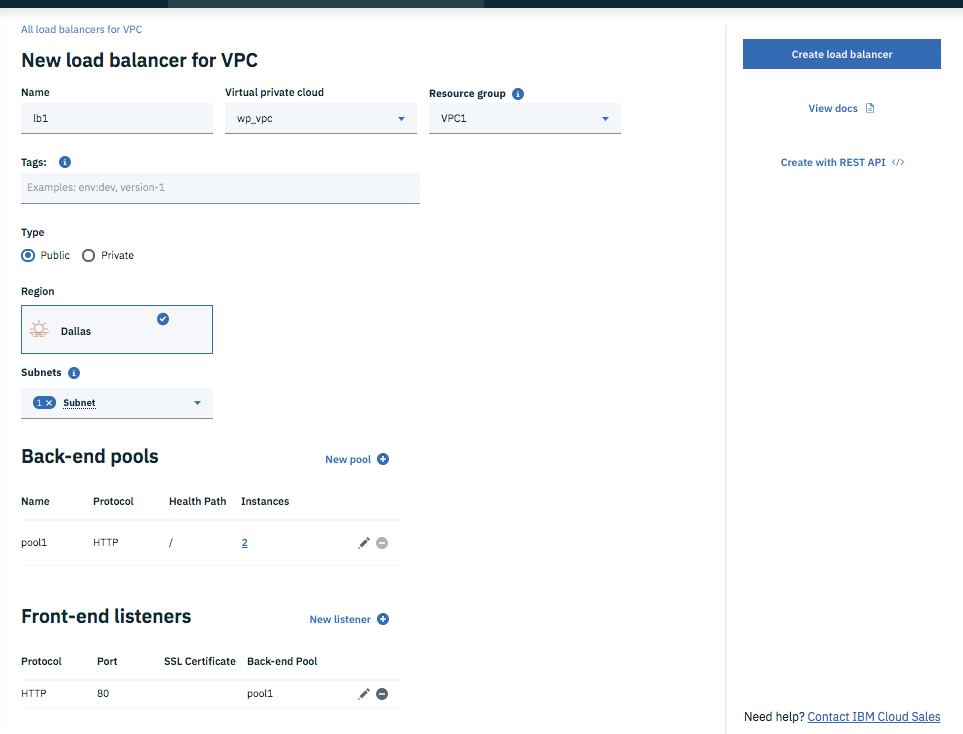 All load balancers for VPC
New load balancer for VPC
Name
Virtual private cloud
Resource group
lb1
wp_vpc
VPC1
Tags:
Examples: env:dev, version-1
Type
Public
Private
Region
Dallas
Subnets
1 × Subnet
Back-end pools
New pool
Name Protocol Health Path Instances
pool1 HTTP / 2
Front-end listeners
New listener
Protocol Port SSL Certificate Back-end Pool
HTTP 80 pool1
Create load balancer
View docs
Create with REST API </>
Need help? Contact IBM Cloud Sales